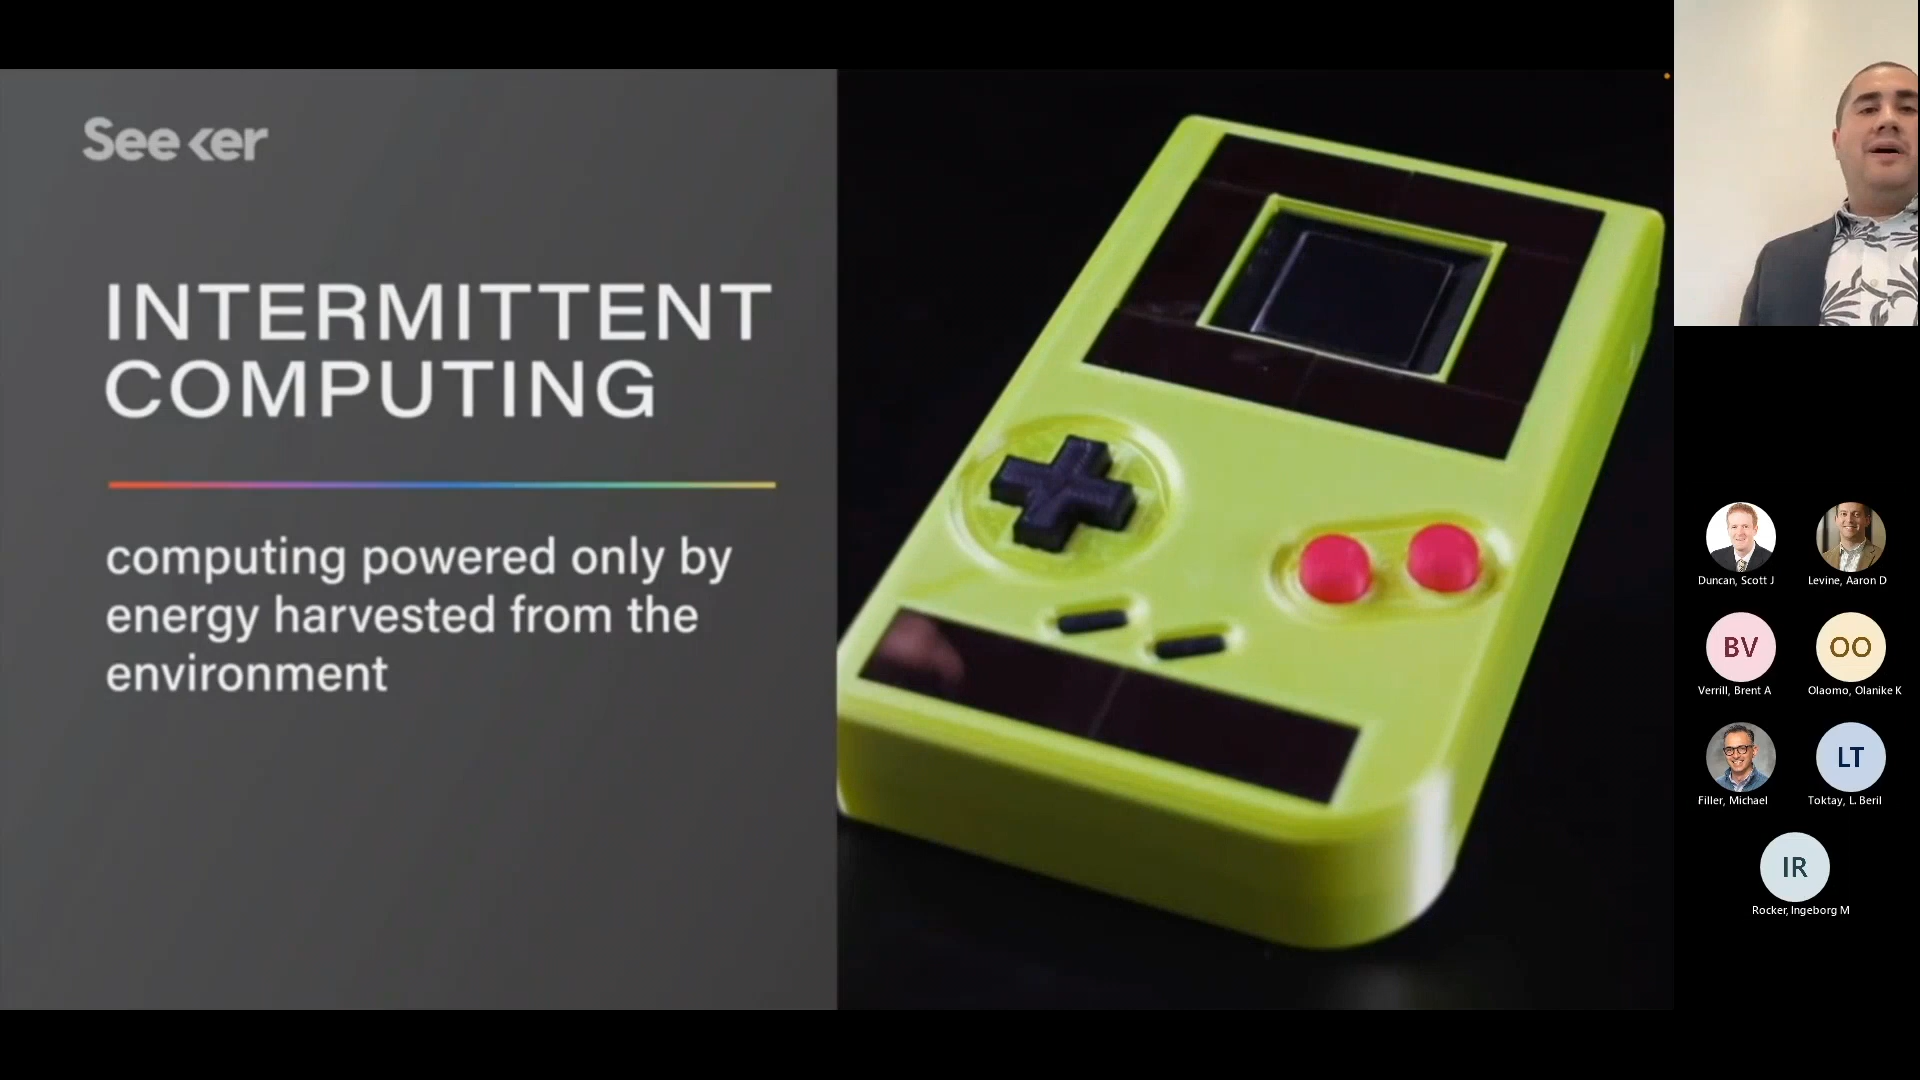 Seeker
INTERMITTENT
COMPUTING
computing powered only by
energy harvested from the
environment
Duncan, Scott J
Levine, Aaron D
BV
Verrill, Brent A
OO
Olaomo, Olanike K
Filler, Michael
LT
Toktay, L. Beril
IR
Rocker, Ingeborg M